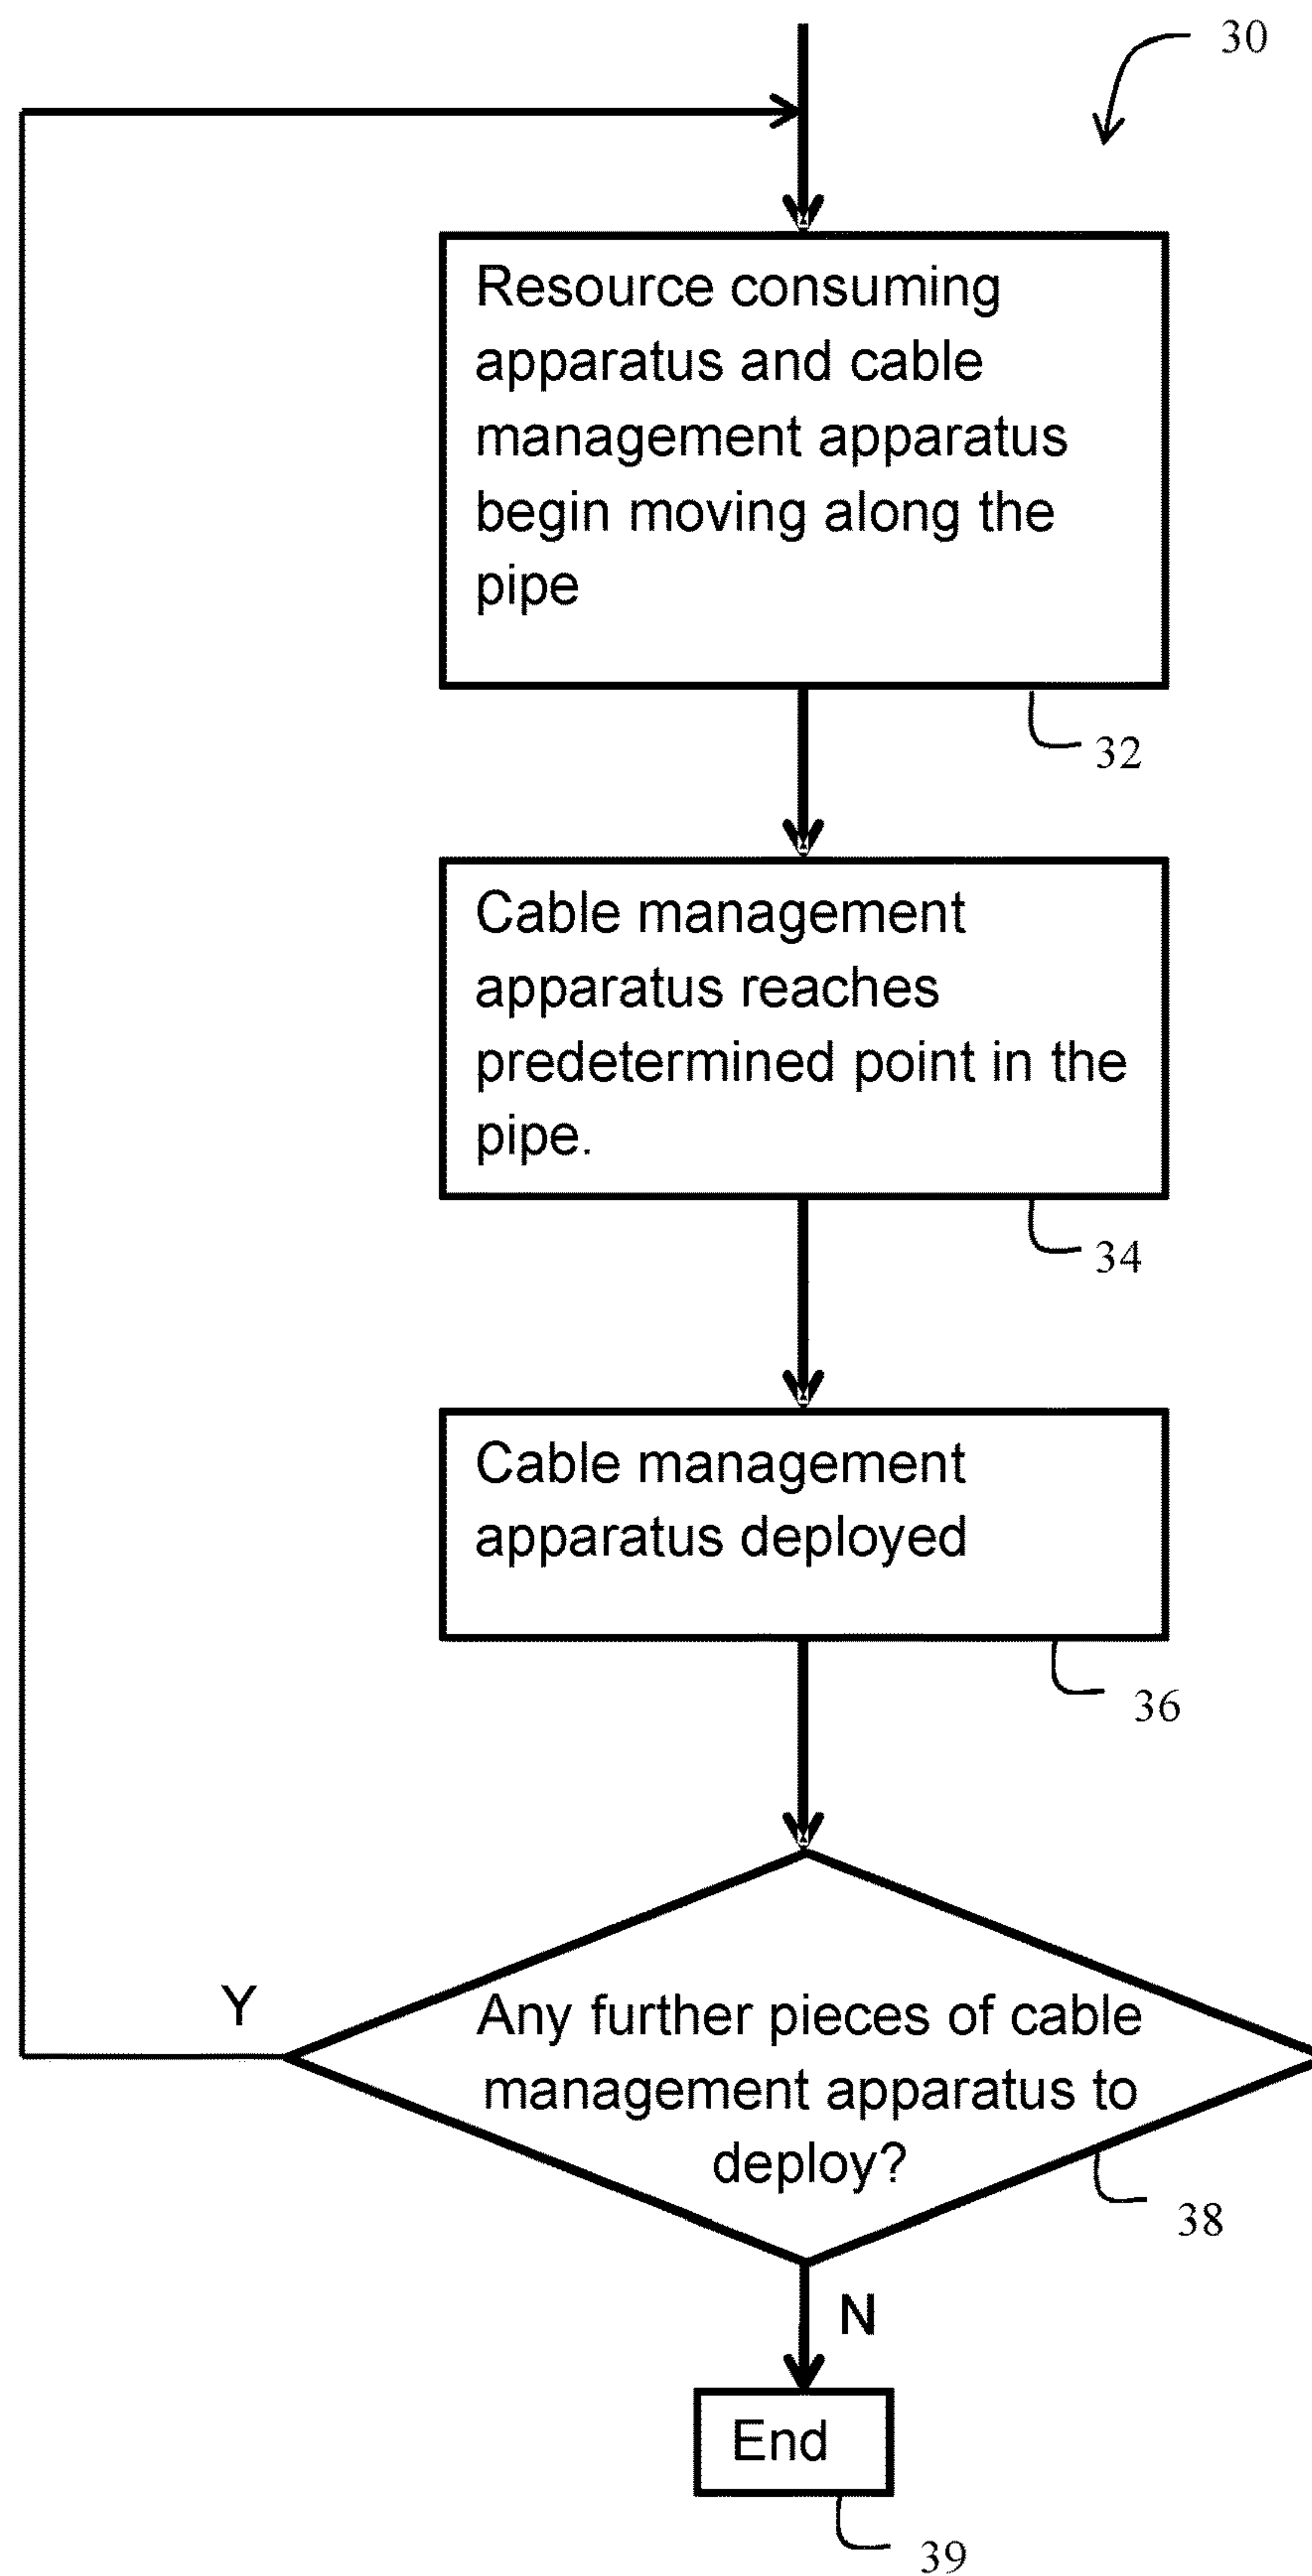 30
Resource consuming
apparatus and cable
management apparatus
begin moving along the
pipe
32
Cable management
apparatus reaches
predetermined point in the
pipe.
34
Cable management
apparatus deployed
36
Y
Any further pieces of cable
management apparatus to
deploy?
38
N
End
39